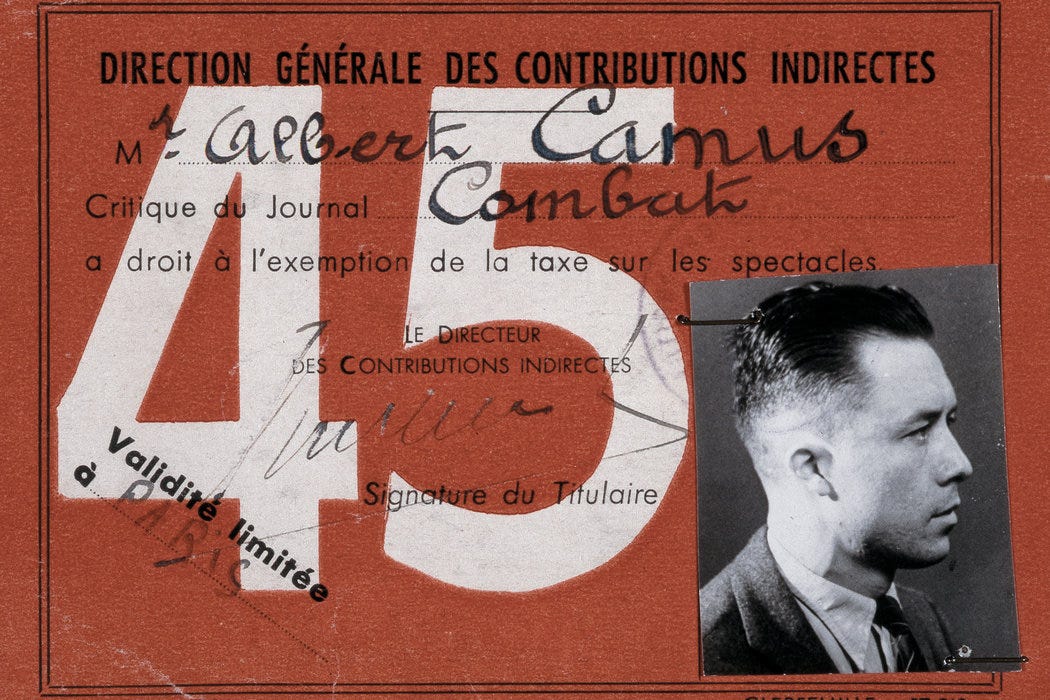 DIRECTION GÉNÉRALE DES CONTRIBUTIONS INDIRECTES
Mr. Albert Camus
Critique du Journal Combat
a droit à l'exemption de la taxe sur les spectacles.
45
LE DIRECTEUR
DES CONTRIBUTIONS INDIRECTES
Signature du Titulaire
Validité limitée
à PARIS